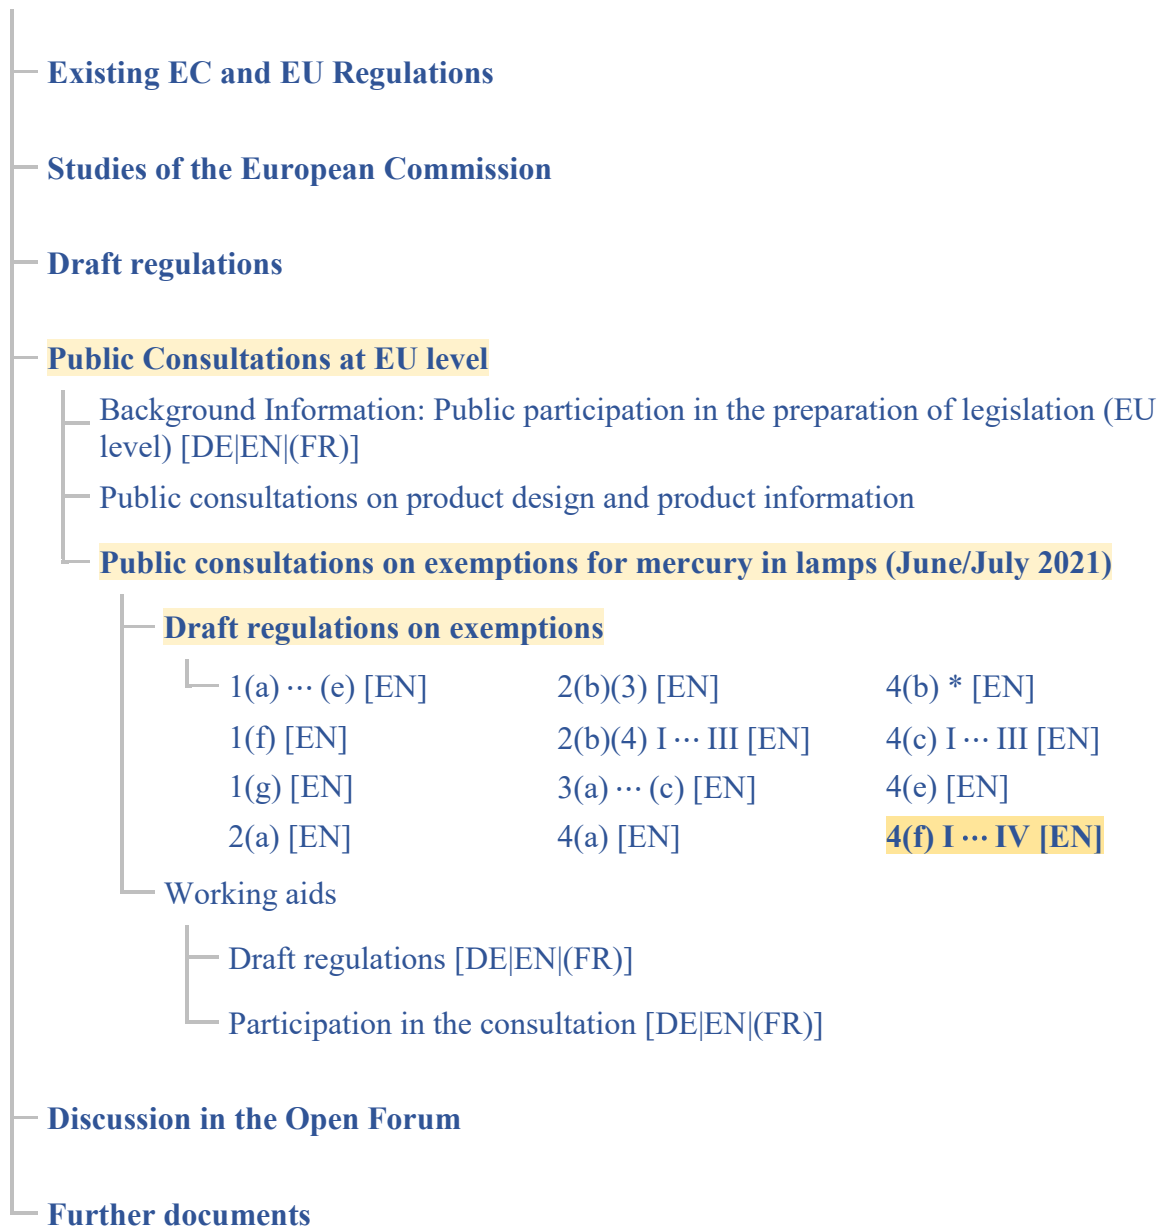 Existing EC and EU Regulations
Studies of the European Commission
Draft regulations
Public Consultations at EU level
Background Information: Public participation in the preparation of legislation (EU
level) [DE|EN|(FR)]
Public consultations on product design and product information
Public consultations on exemptions for mercury in lamps (June/July 2021)
Draft regulations on exemptions
1(a) ··· (e) [EN] 2(b)(3) [EN] 4(b) * [EN]
1(f) [EN] 2(b)(4) I ··· III [EN] 4(c) I ··· III [EN]
1(g) [EN] 3(a) ··· (c) [EN] 4(e) [EN]
2(a) [EN] 4(a) [EN] 4(f) I ··· IV [EN]
Working aids
Draft regulations [DE|EN|(FR)]
Participation in the consultation [DE|EN|(FR)]
Discussion in the Open Forum
Further documents